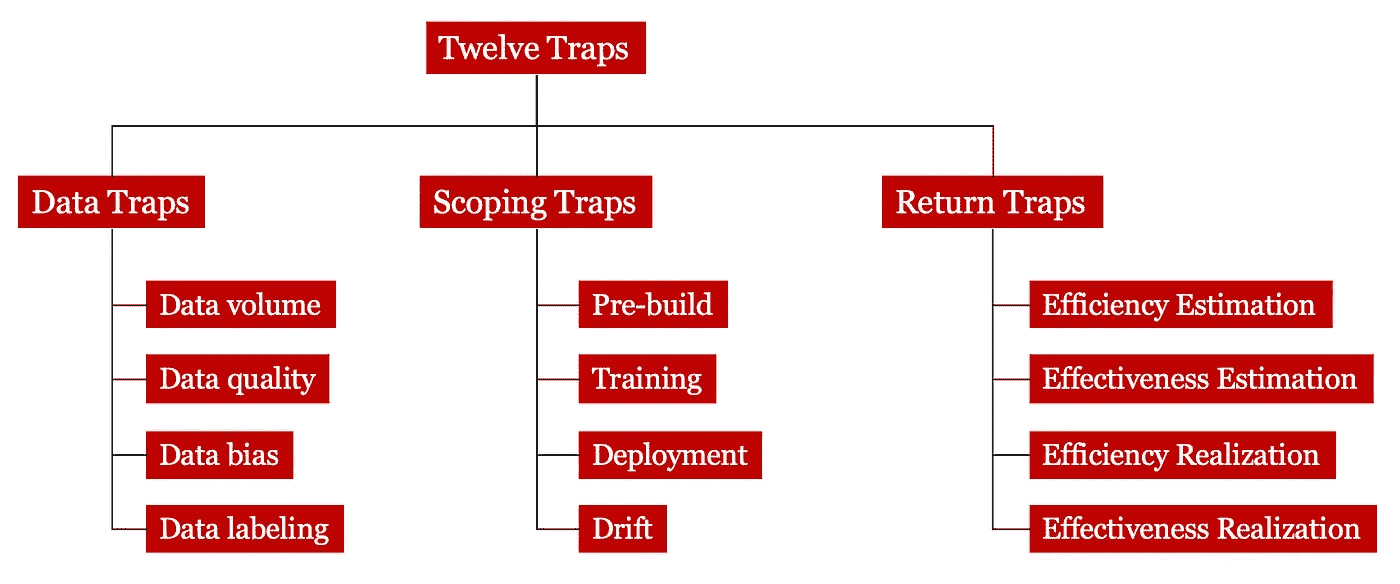 Twelve Traps
Data Traps
Data volume
Data quality
Data bias
Data labeling
Scoping Traps
Pre-build
Training
Deployment
Drift
Return Traps
Efficiency Estimation
Effectiveness Estimation
Efficiency Realization
Effectiveness Realization